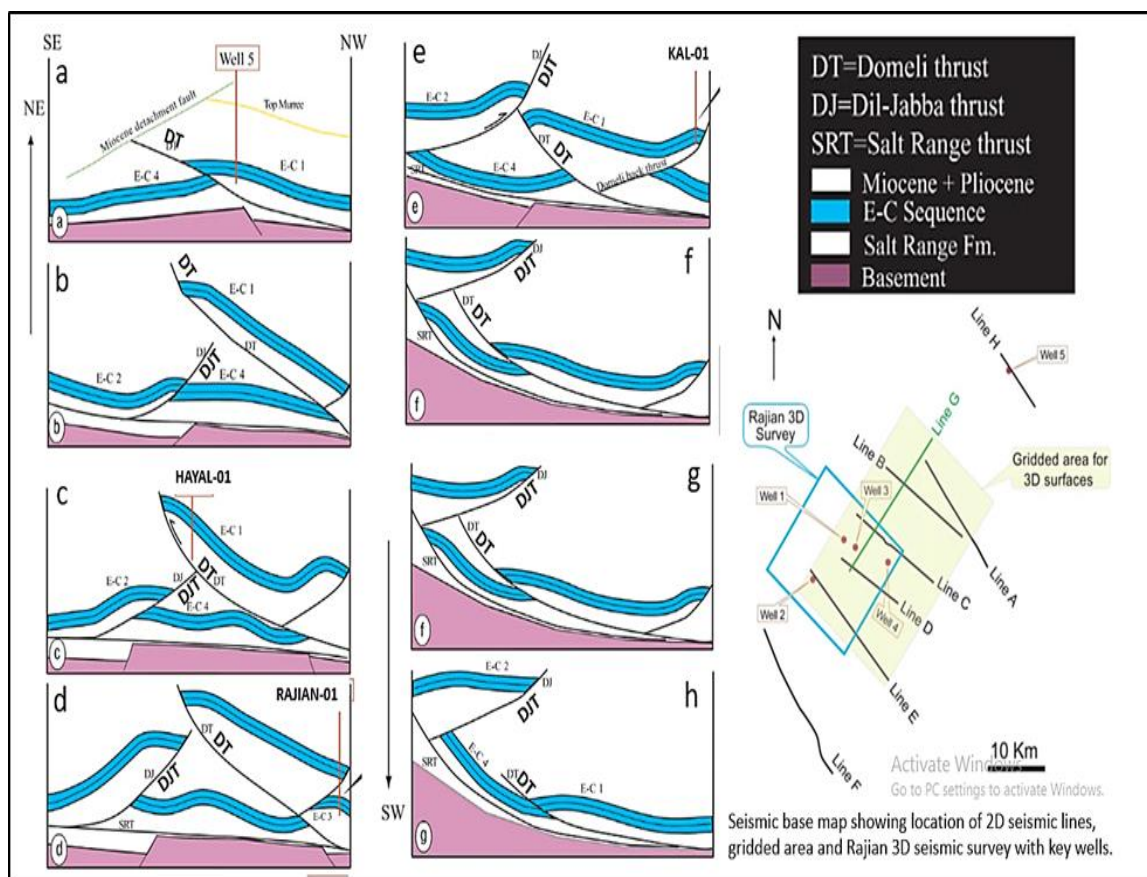 SE
NW
NE
a
Well 5
Miocene detachment fault
Top Murree
DT
DJ
E-C 4
E-C 1
a
b
DT
E-C 1
DJ
DJT
DT
E-C 2
E-C 4
b
c
HAYAL-01
E-C 1
E-C 2
DJ
DJT
DT
DT
E-C 4
c
d
RAJIAN-01
DT
DT
DJ
DJT
SRT
E-C 3
d
e
KAL-01
DJ
DJT
E-C 2
E-C 1
DT
DT
E-C 4
SRT
Domeli back thrust
e
f
DJ
DJT
DT
DT
SRT
f
g
DJ
DJT
DT
DT
SRT
f
SW
h
E-C 2
DJ
DJT
SRT
E-C 4
DT
DT
E-C 1
g
DT=Domeli thrust
DJ=Dil-Jabba thrust
SRT=Salt Range thrust
Miocene + Pliocene
E-C Sequence
Salt Range Fm.
Basement
N
Line H
Well 5
Rajian 3D
Survey
Line G
Line B
Gridded area for
3D surfaces
Well 1
Well 3
Line A
Line C
Well 2
Line D
Well 4
Line E
Line F
10 Km
Activate Windows
Go to PC settings to activate Windows.
Seismic base map showing location of 2D seismic lines,
gridded area and Rajian 3D seismic survey with key wells.